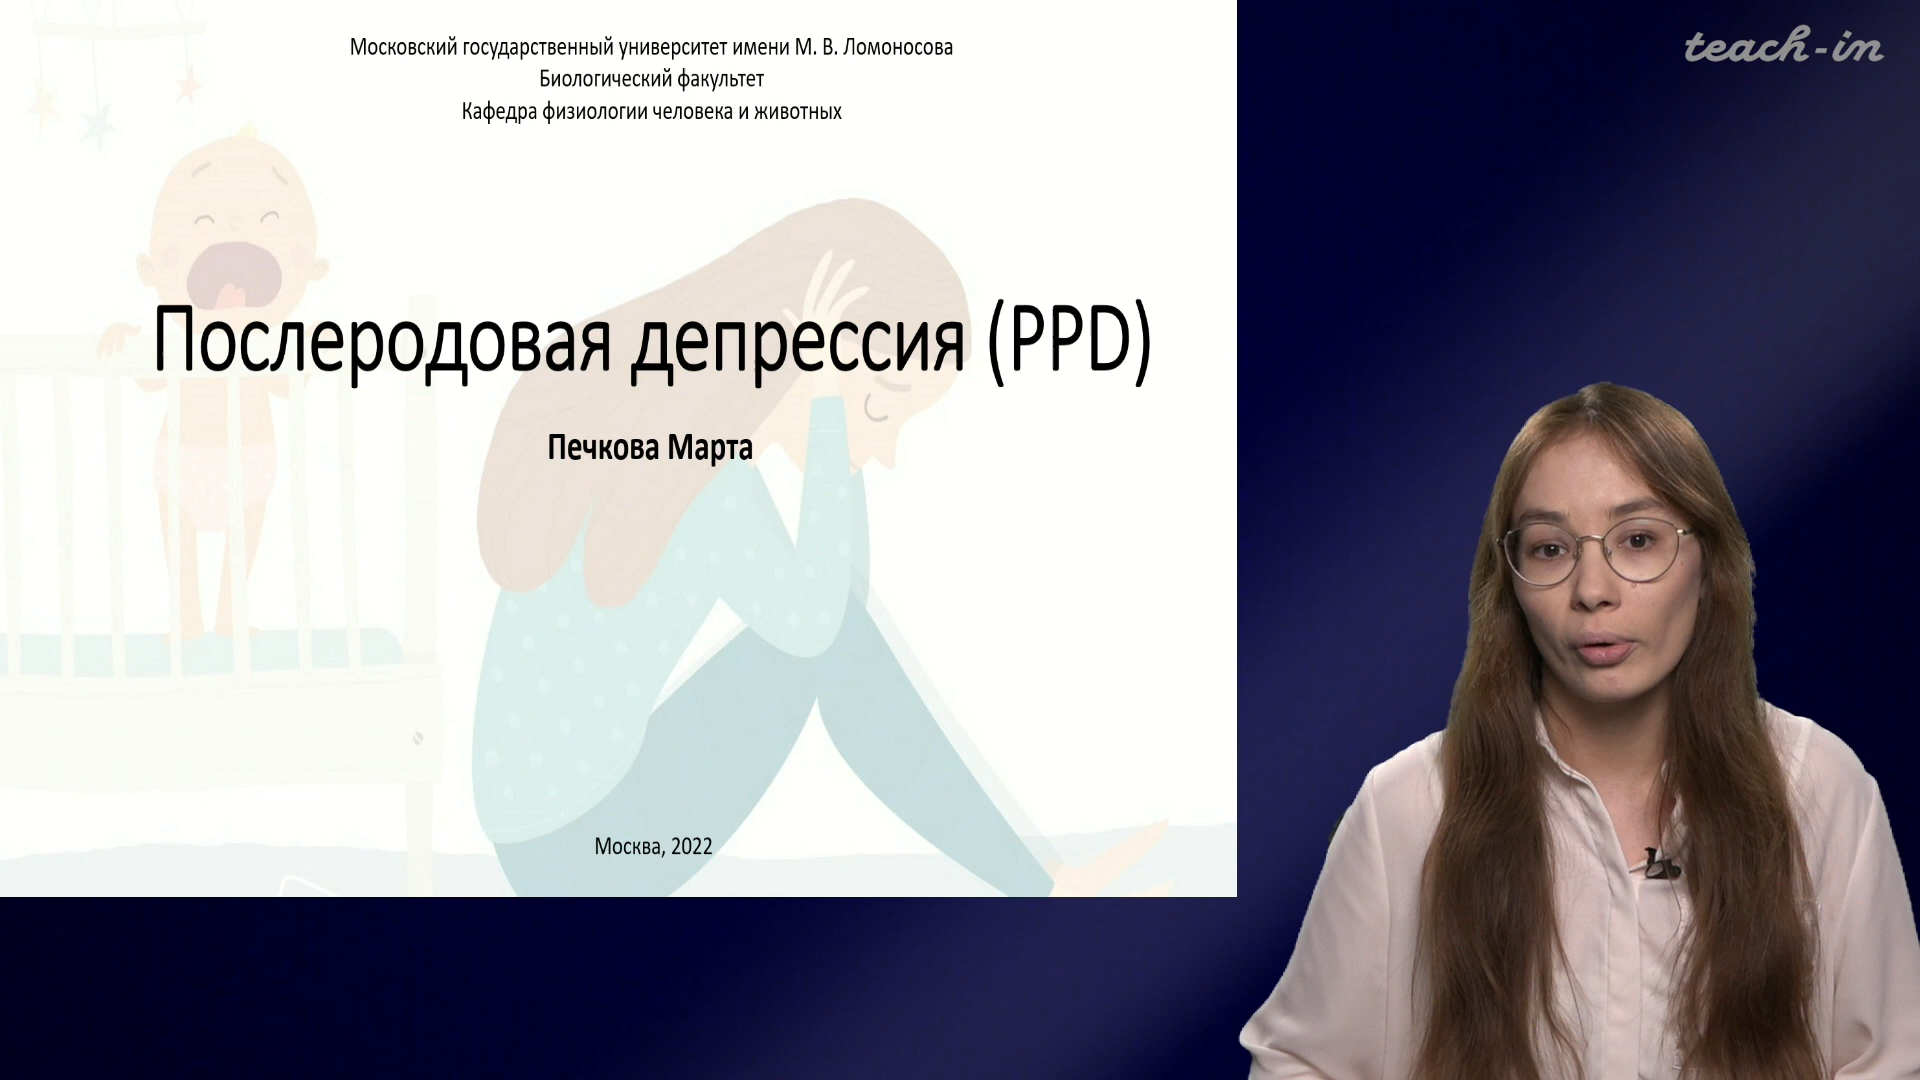 Московский государственный университет имени М. В. Ломоносова
Биологический факультет
Кафедра физиологии человека и животных
teach-in
Послеродовая депрессия (PPD)
Печкова Марта
Москва, 2022